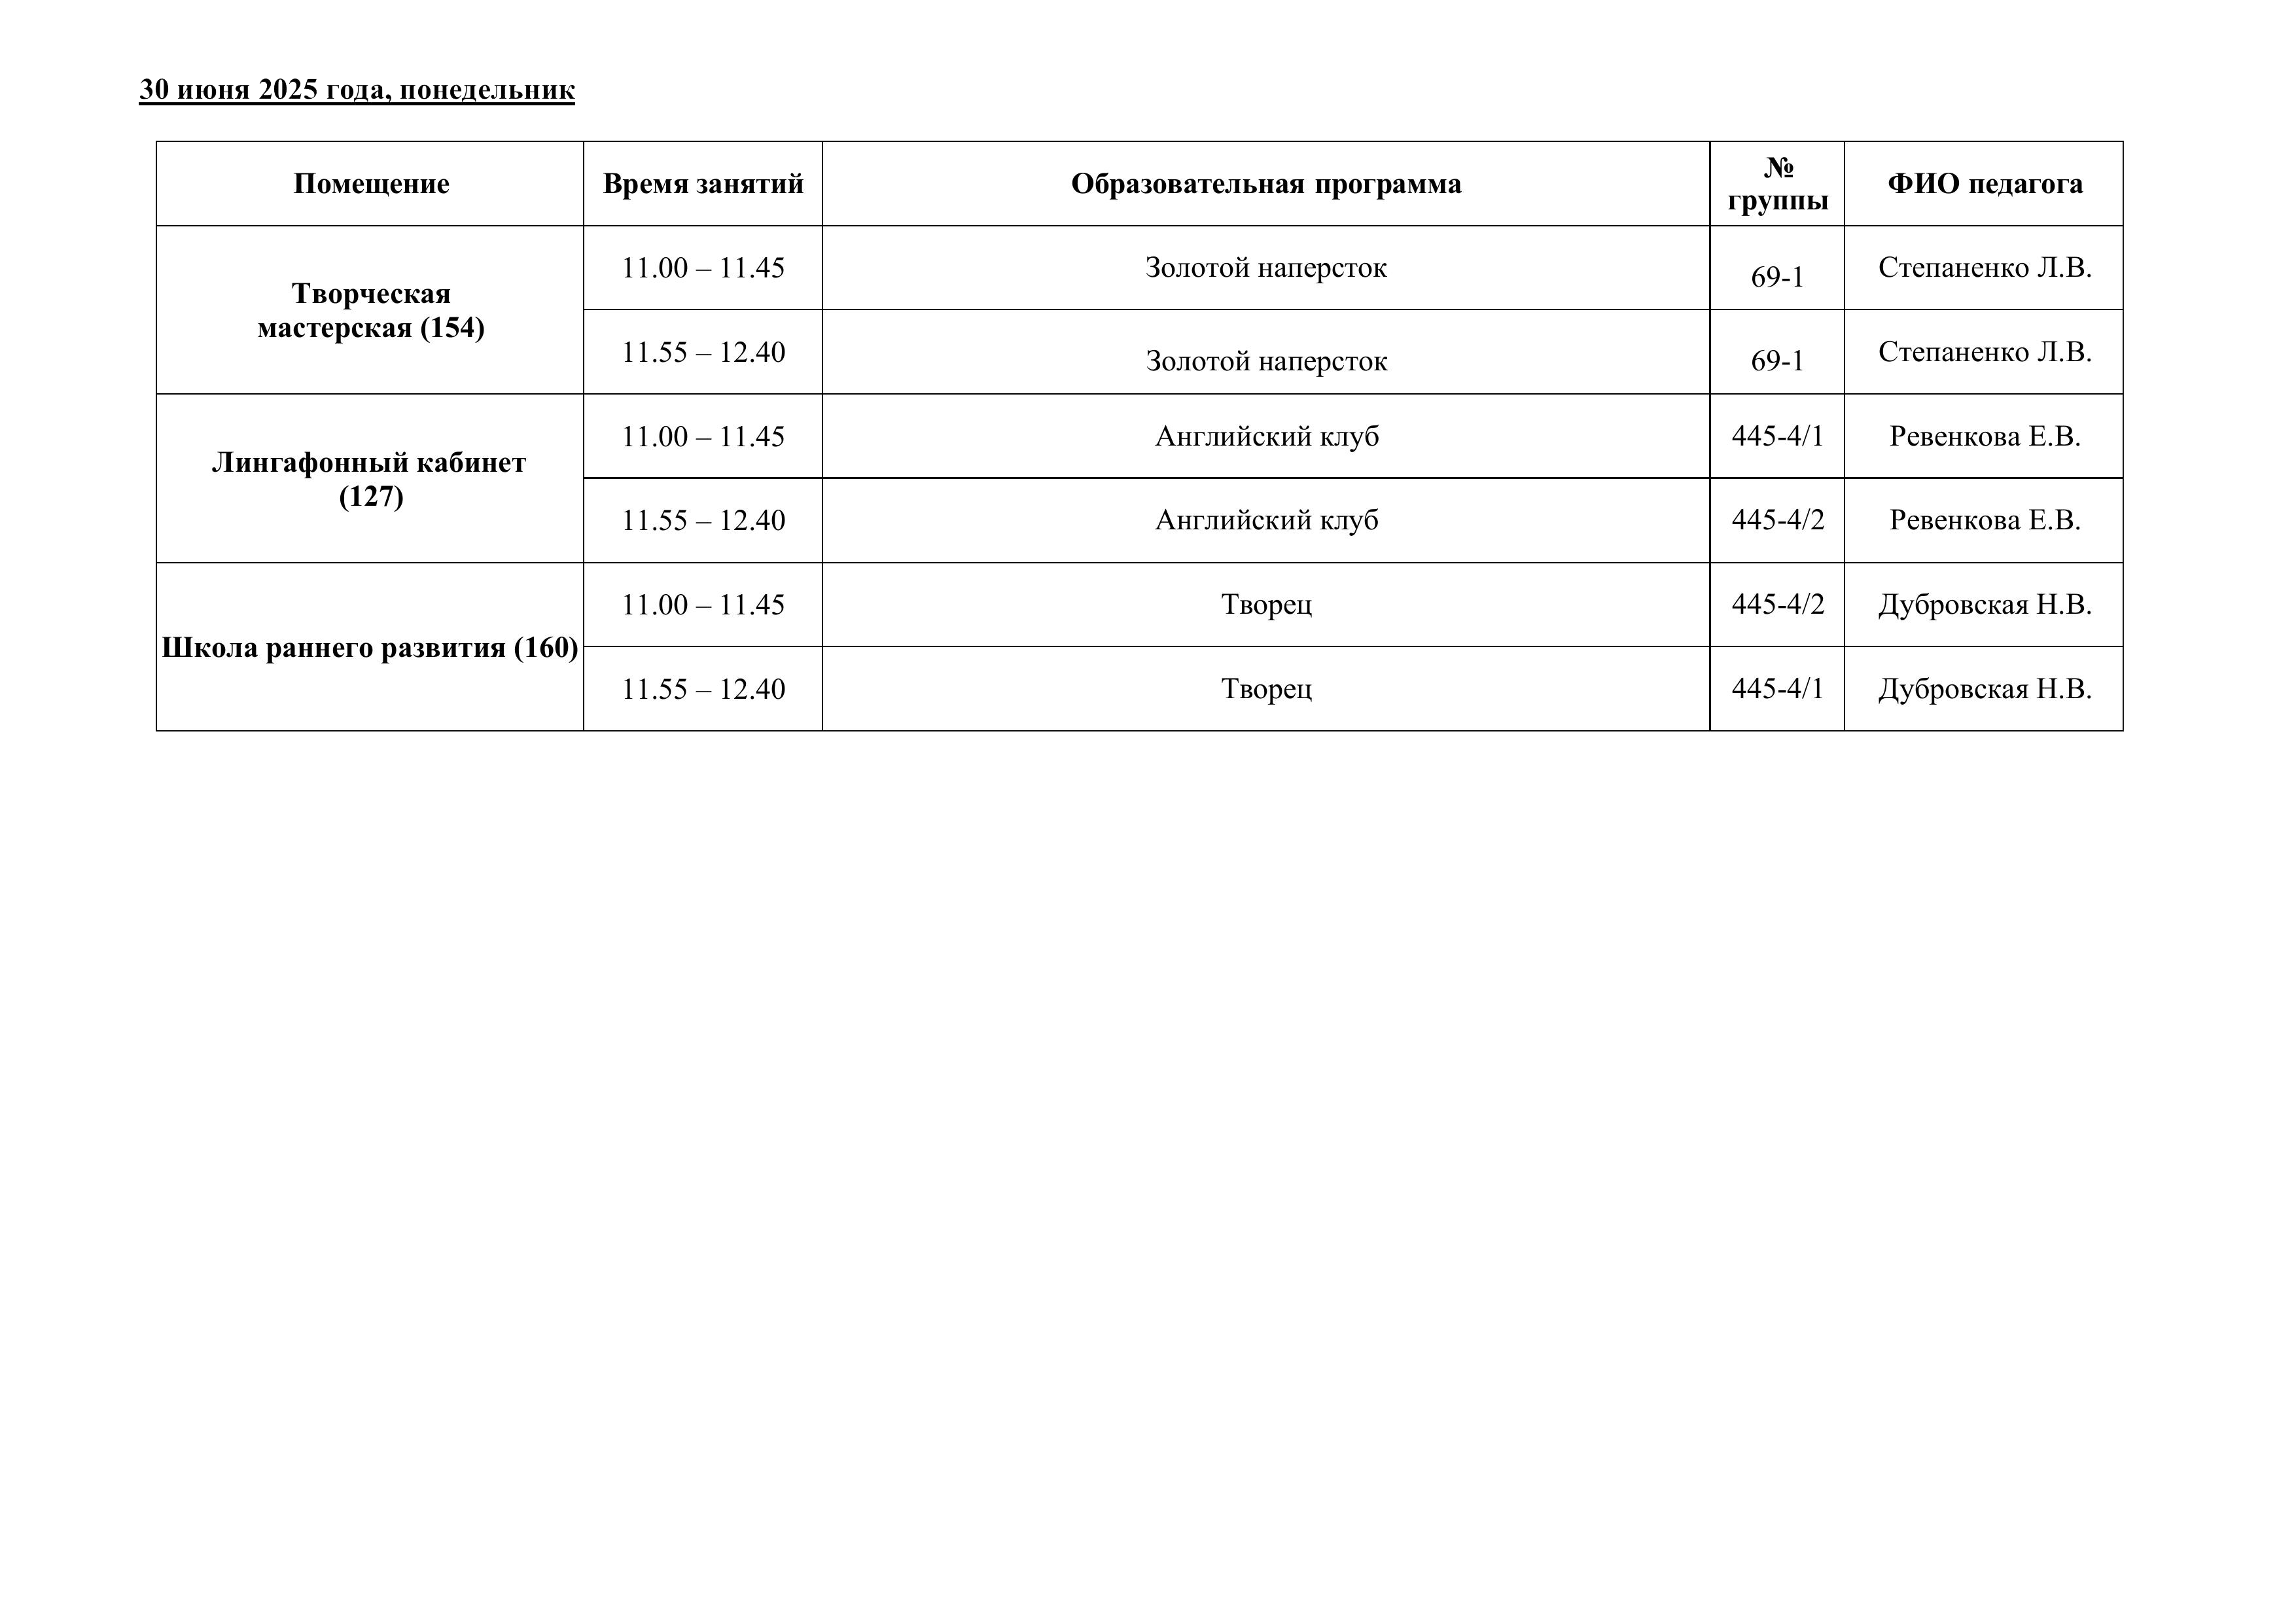 30 июня 2025 года, понедельник
Помещение Время занятий Образовательная программа № группы ФИО педагога
Творческая
мастерская (154)
11.00 – 11.45 Золотой наперсток 69-1 Степаненко Л.В.
11.55 – 12.40 Золотой наперсток 69-1 Степаненко Л.В.
Лингафонный кабинет
(127)
11.00 – 11.45 Английский клуб 445-4/1 Ревенкова Е.В.
11.55 – 12.40 Английский клуб 445-4/2 Ревенкова Е.В.
Школа раннего развития (160)
11.00 – 11.45 Творец 445-4/2 Дубровская Н.В.
11.55 – 12.40 Творец 445-4/1 Дубровская Н.В.